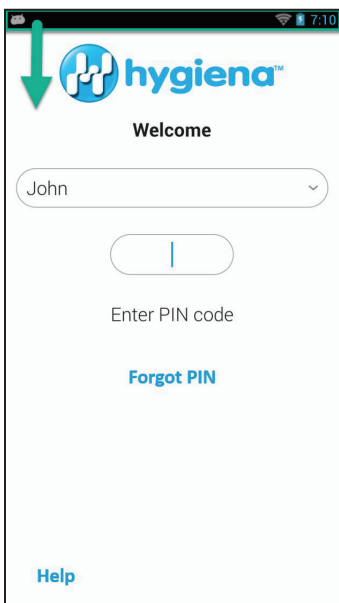 7:10
hygiena™
Welcome
John
Enter PIN code
Forgot PIN
Help